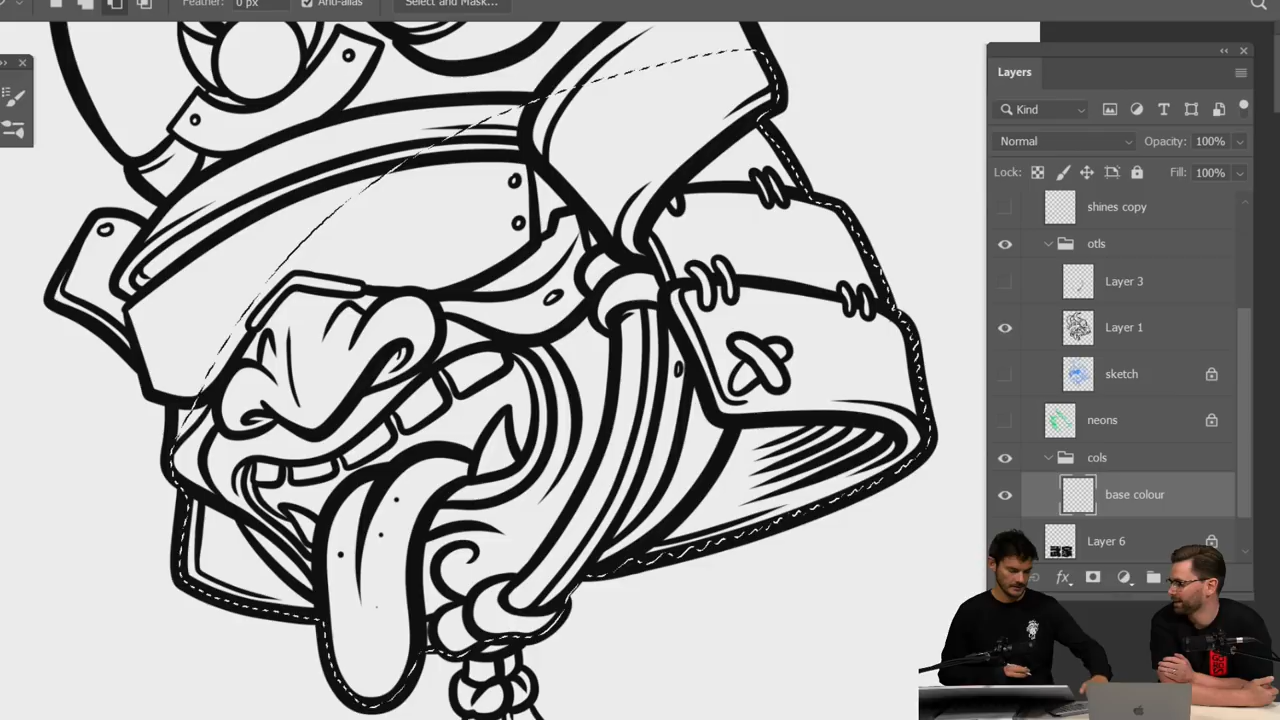 Feather: 0 px Anti-alias Select and Mask...
Layers
Kind
Normal Opacity: 100%
Lock: Fill: 100%
shines copy
otls
Layer 3
Layer 1
sketch
neons
cols
base colour
Layer 6
fx